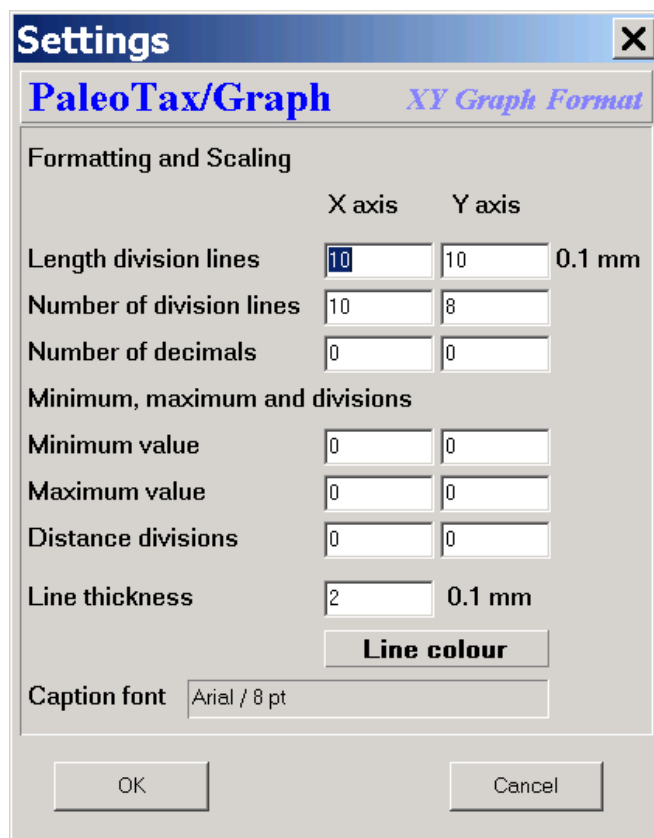 Settings
PaleoTax/Graph XY Graph Format
Formatting and Scaling
X axis Y axis
Length division lines 10 10 0.1 mm
Number of division lines 10 8
Number of decimals 0 0
Minimum, maximum and divisions
Minimum value 0 0
Maximum value 0 0
Distance divisions 0 0
Line thickness 2 0.1 mm
Line colour
Caption font Arial / 8 pt
OK Cancel